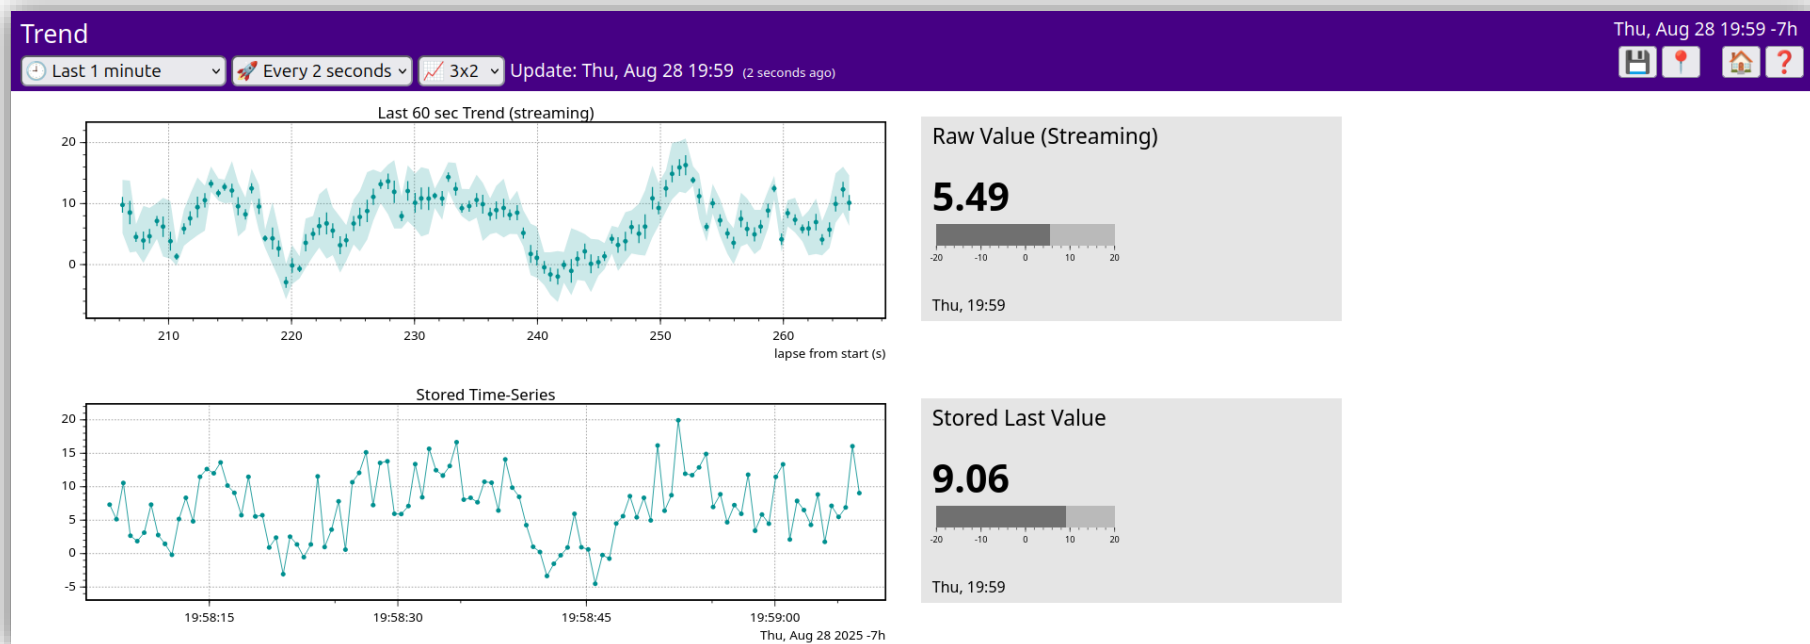 Trend
Thu, Aug 28 19:59 -7h
Last 1 minute
Every 2 seconds
3x2
Update: Thu, Aug 28 19:59 (2 seconds ago)
Last 60 sec Trend (streaming)
20
10
0
210 220 230 240 250 260
lapse from start (s)
Raw Value (Streaming)
5.49
-20 -10 0 10 20
Thu, 19:59
Stored Time-Series
20
15
10
5
0
-5
19:58:15 19:58:30 19:58:45 19:59:00
Thu, Aug 28 2025 -7h
Stored Last Value
9.06
-20 -10 0 10 20
Thu, 19:59